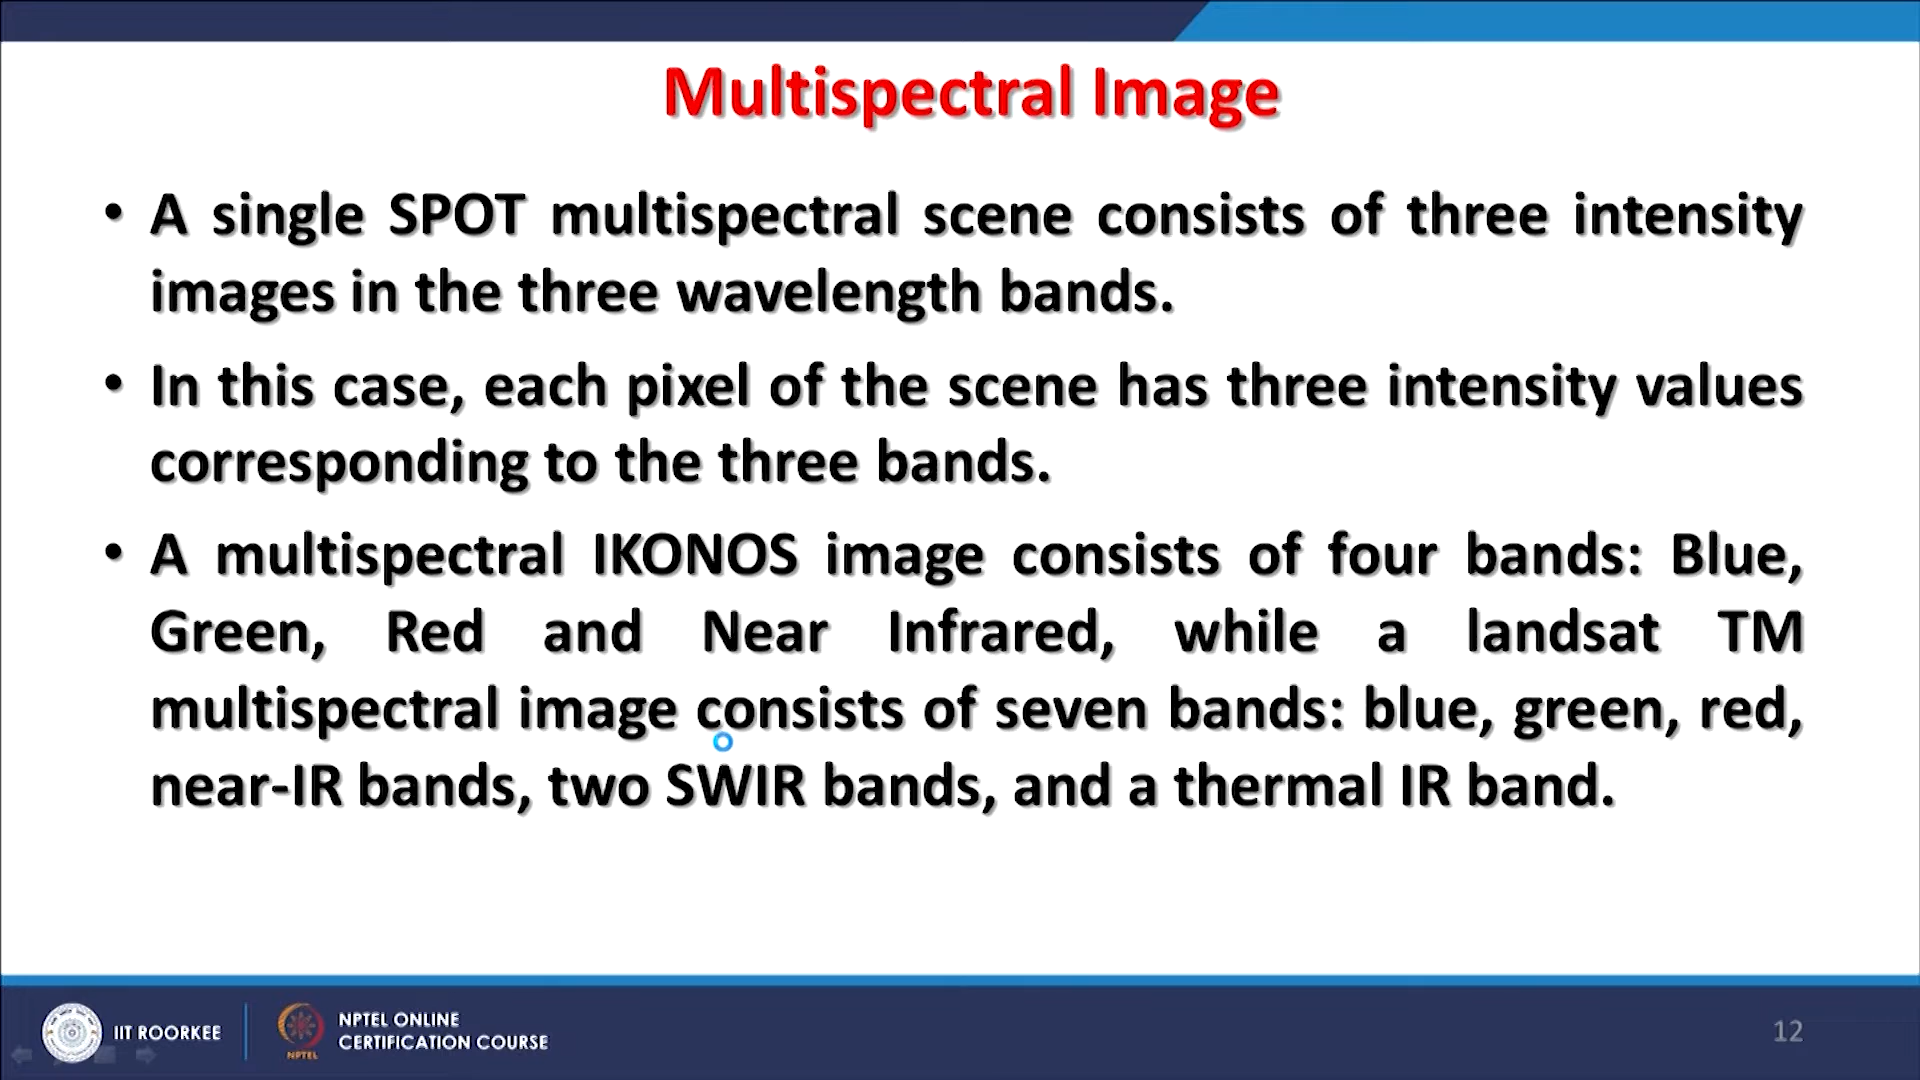 Multispectral Image
• A single SPOT multispectral scene consists of three intensity
images in the three wavelength bands.
• In this case, each pixel of the scene has three intensity values
corresponding to the three bands.
• A multispectral IKONOS image consists of four bands: Blue,
Green, Red and Near Infrared, while a landsat TM
multispectral image consists of seven bands: blue, green, red,
near-IR bands, two SWIR bands, and a thermal IR band.
IIT ROORKEE
NPTEL
NPTEL ONLINE
CERTIFICATION COURSE
12